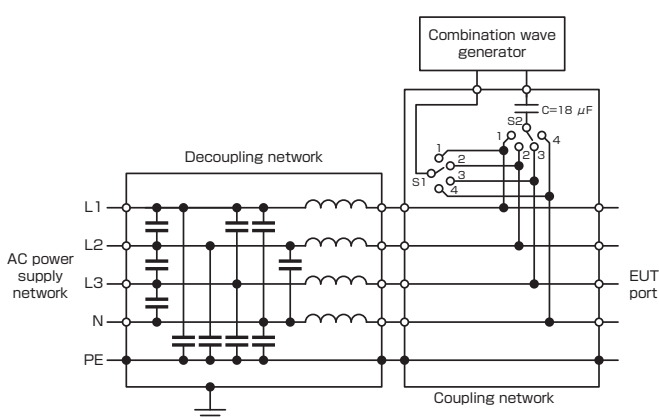 Combination wave
generator
C=18 μF
S2
1
4
2
3
1
2
3
4
S1
Decoupling network
L1
L2
L3
N
PE
AC power
supply
network
EUT
port
Coupling network